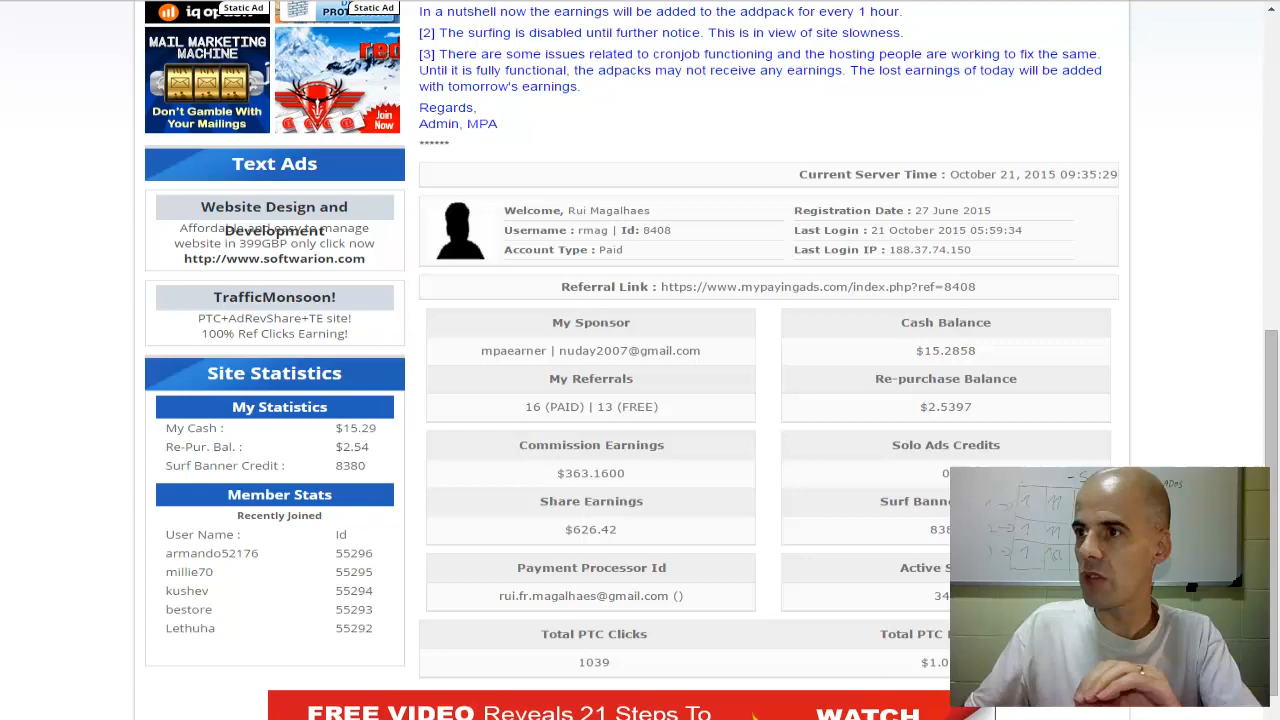 iq option
Static Ad
Static Ad
MAIL MARKETING
MACHINE
Don't Gamble With
Your Mailings
red
Join
Now
Text Ads
Website Design and
Development
Affordable and easy to manage
website in 399GBP only click now
http://www.softwarion.com
TrafficMonsoon!
PTC+AdRevShare+TE site!
100% Ref Clicks Earning!
Site Statistics
My Statistics
My Cash : $15.29
Re-Pur. Bal. : $2.54
Surf Banner Credit : 8380
Member Stats
Recently Joined
User Name : Id
armando52176 55296
millie70 55295
kushev 55294
bestore 55293
Lethuha 55292
In a nutshell now the earnings will be added to the addpack for every 1 hour.
[2] The surfing is disabled until further notice. This is in view of site slowness.
[3] There are some issues related to cronjob functioning and the hosting people are working to fix the same.
Until it is fully functional, the adpacks may not receive any earnings. The lost earnings of today will be added
with tomorrow's earnings.
Regards,
Admin, MPA
******
Current Server Time : October 21, 2015 09:35:29
Welcome, Rui Magalhaes
Username : rmag | Id: 8408
Account Type : Paid
Registration Date : 27 June 2015
Last Login : 21 October 2015 05:59:34
Last Login IP : 188.37.74.150
Referral Link : https://www.mypayingads.com/index.php?ref=8408
My Sponsor
mpaearner | nuday2007@gmail.com
My Referrals
16 (PAID) | 13 (FREE)
Cash Balance
$15.2858
Re-purchase Balance
$2.5397
Commission Earnings
$363.1600
Share Earnings
$626.42
Solo Ads Credits
0
Surf Bann
838
Payment Processor Id
rui.fr.magalhaes@gmail.com ()
Active S
34
Total PTC Clicks
1039
Total PTC
$1.0
FREE VIDEO Reveals 21 Steps To
WATCH